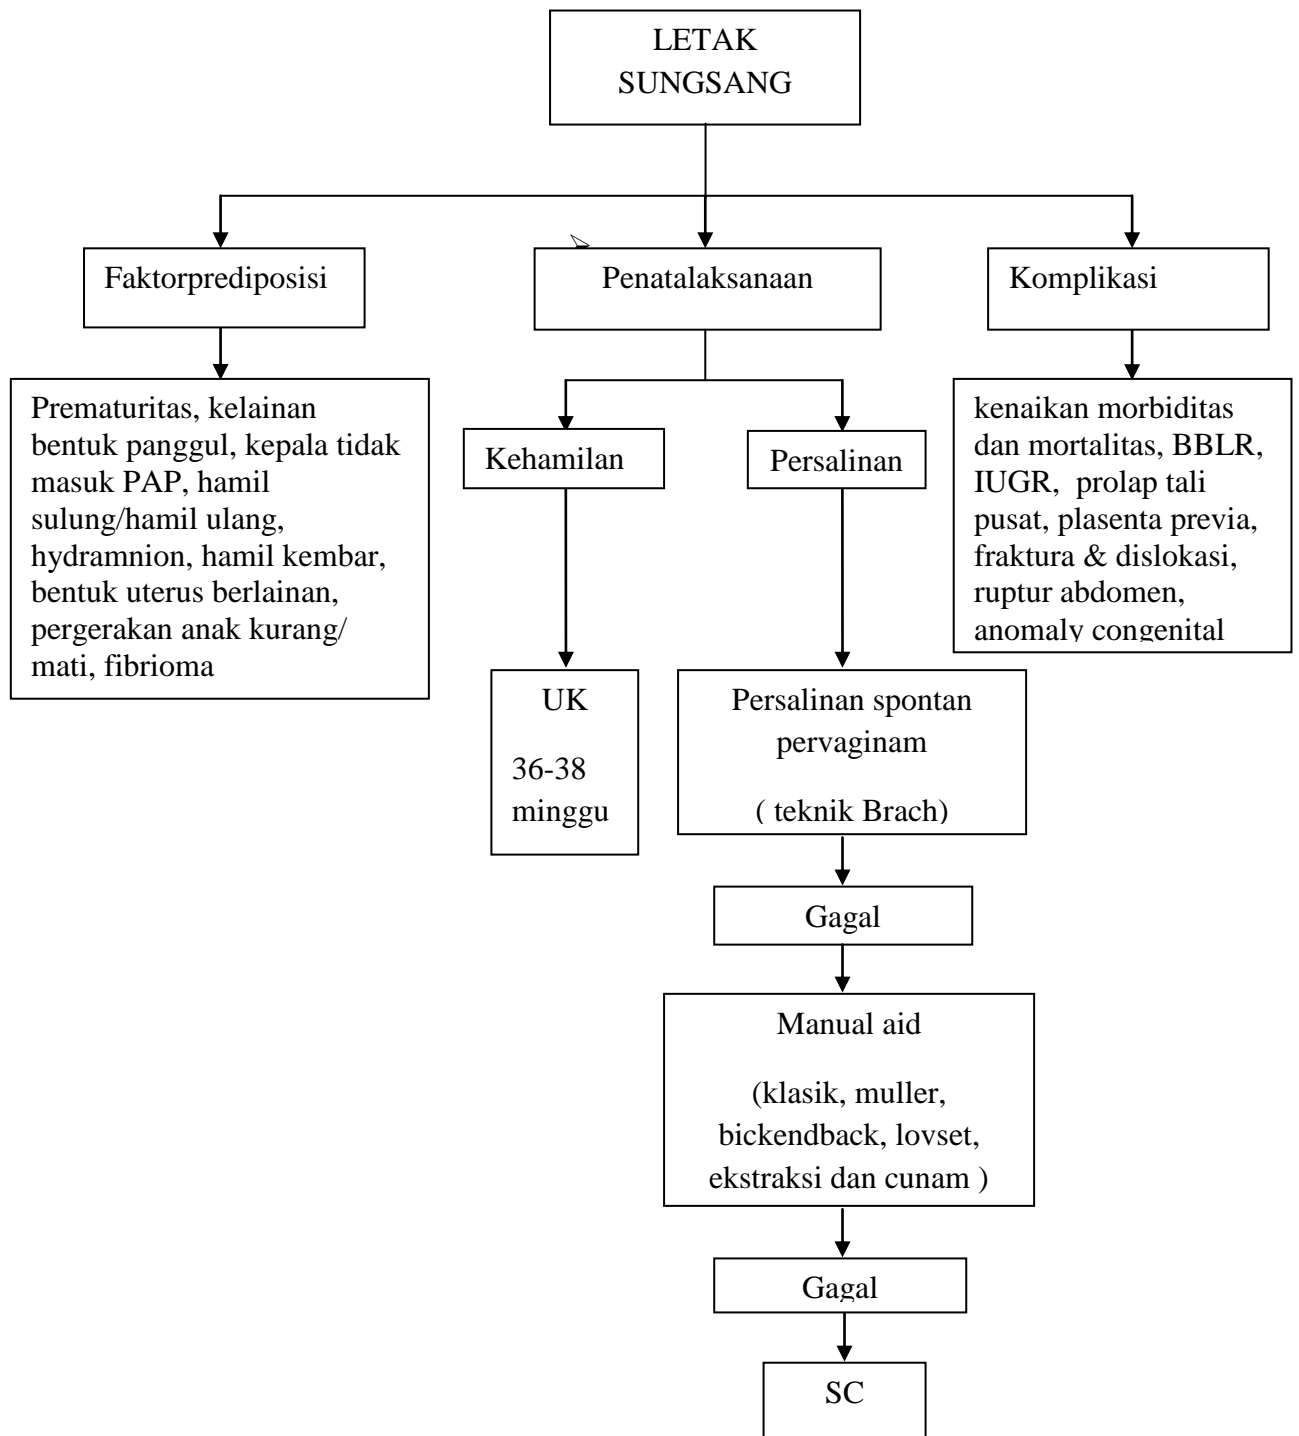 LETAK
SUNGSANG
Faktorprediposisi
Penatalaksanaan
Komplikasi
Prematuritas, kelainan
bentuk panggul, kepala tidak
masuk PAP, hamil
sulung/hamil ulang,
hydramnion, hamil kembar,
bentuk uterus berlainan,
pergerakan anak kurang/
mati, fibrioma
Kehamilan
Persalinan
kenaikan morbiditas
dan mortalitas, BBLR,
IUGR,  prolap tali
pusat, plasenta previa,
fraktura & dislokasi,
ruptur abdomen,
anomaly congenital
UK
36-38
minggu
Persalinan spontan
pervaginam
( teknik Brach)
Gagal
Manual aid
(klasik, muller,
bickendback, lovset,
ekstraksi dan cunam )
Gagal
SC